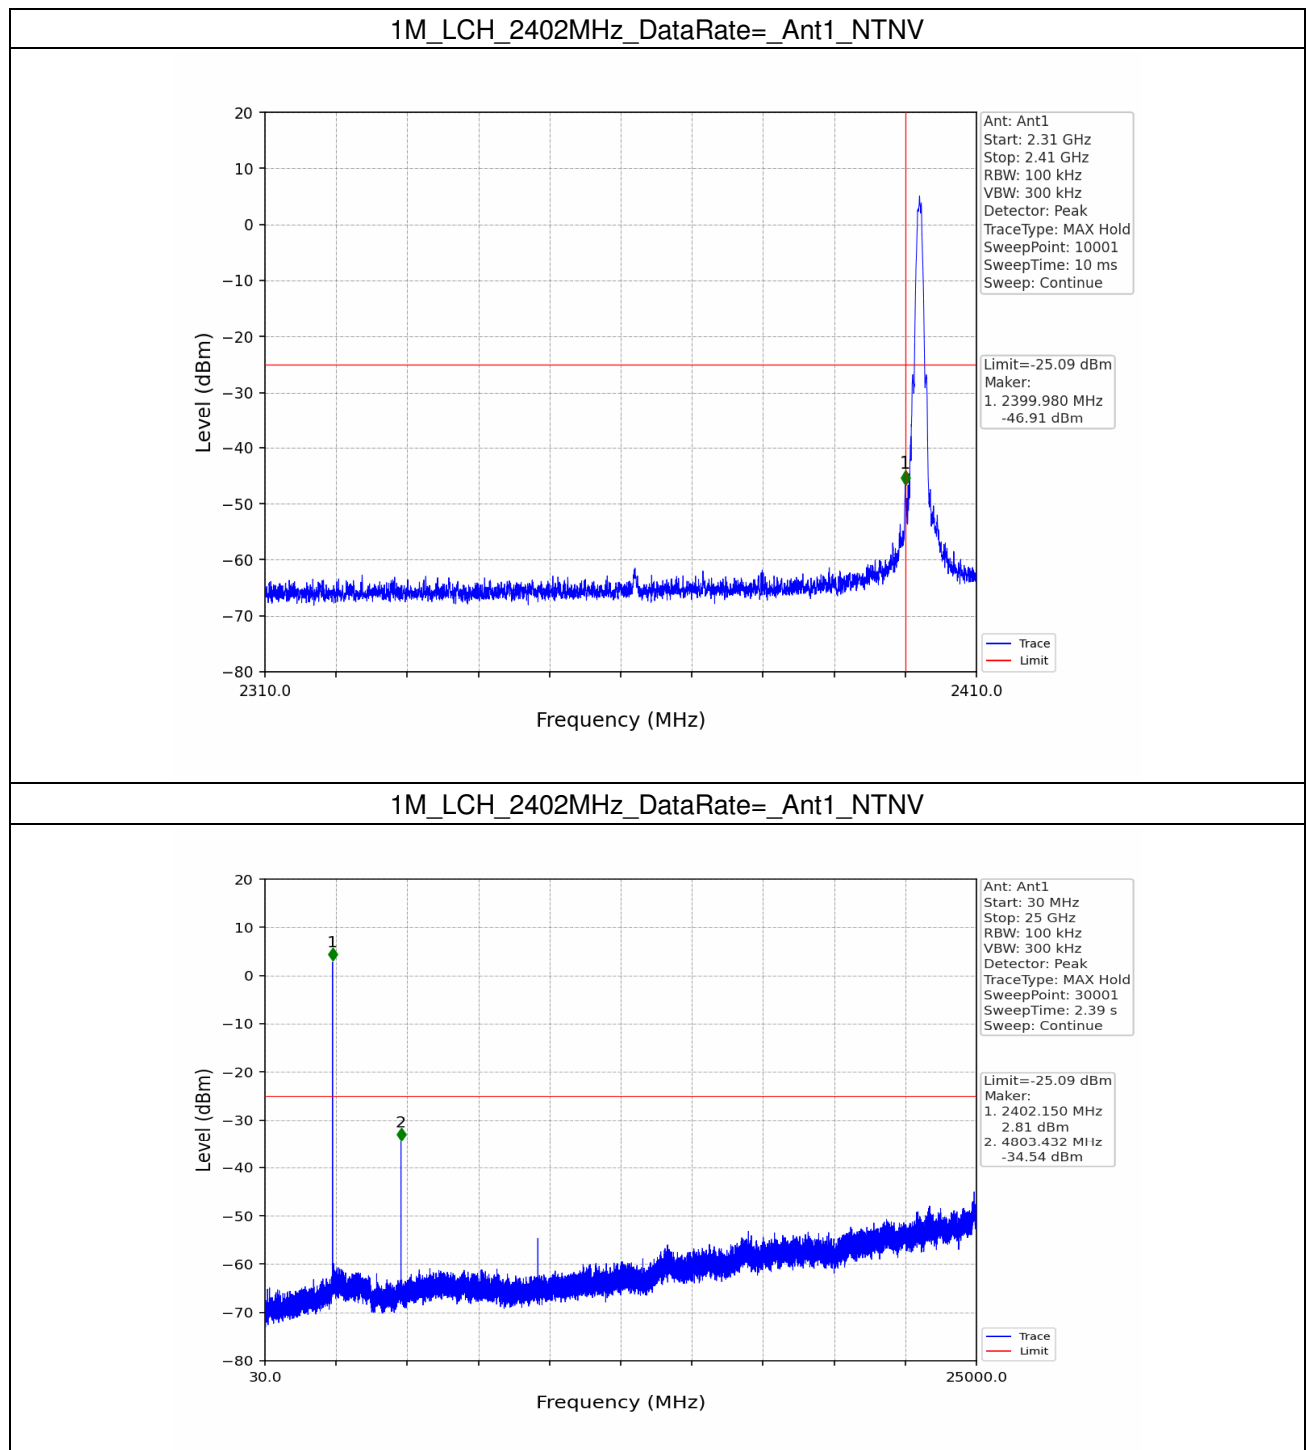 1M_LCH_2402MHz_DataRate=_Ant1_NTNV
20
10
0
−10
−20
−30
−40
−50
−60
−70
−80
Level (dBm)
1
2310.0
2410.0
Frequency (MHz)
Ant: Ant1
Start: 2.31 GHz
Stop: 2.41 GHz
RBW: 100 kHz
VBW: 300 kHz
Detector: Peak
TraceType: MAX Hold
SweepPoint: 10001
SweepTime: 10 ms
Sweep: Continue
Limit=-25.09 dBm
Maker:
1. 2399.980 MHz
-46.91 dBm
Trace
Limit
1M_LCH_2402MHz_DataRate=_Ant1_NTNV
20
10
0
−10
−20
−30
−40
−50
−60
−70
−80
Level (dBm)
1
2
30.0
25000.0
Frequency (MHz)
Ant: Ant1
Start: 30 MHz
Stop: 25 GHz
RBW: 100 kHz
VBW: 300 kHz
Detector: Peak
TraceType: MAX Hold
SweepPoint: 30001
SweepTime: 2.39 s
Sweep: Continue
Limit=-25.09 dBm
Maker:
1. 2402.150 MHz
2.81 dBm
2. 4803.432 MHz
-34.54 dBm
Trace
Limit